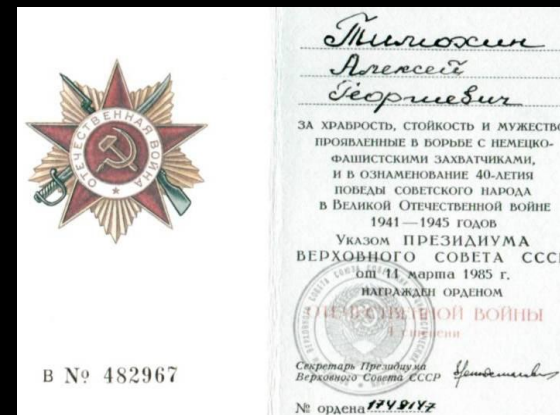 ОТЕЧЕСТВЕННАЯ ВОЙНА
В № 482967
Тимохин
Алексей
Георгиевич
ЗА ХРАБРОСТЬ, СТОЙКОСТЬ И МУЖЕСТВО
ПРОЯВЛЕННЫЕ В БОРЬБЕ С НЕМЕЦКО-
ФАШИСТСКИМИ ЗАХВАТЧИКАМИ,
И В ОЗНАМЕНОВАНИЕ 40-ЛЕТИЯ
ПОБЕДЫ СОВЕТСКОГО НАРОДА
В ВЕЛИКОЙ ОТЕЧЕСТВЕННОЙ ВОЙНЕ
1941—1945 ГОДОВ
УКАЗОМ ПРЕЗИДИУМА
ВЕРХОВНОГО СОВЕТА СССР
от 11 марта 1985 г.
НАГРАЖДЕН ОРДЕНОМ
ОТЕЧЕСТВЕННОЙ ВОЙНЫ
I степени
Секретарь Президиума
Верховного Совета СССР
№ ордена 1748147